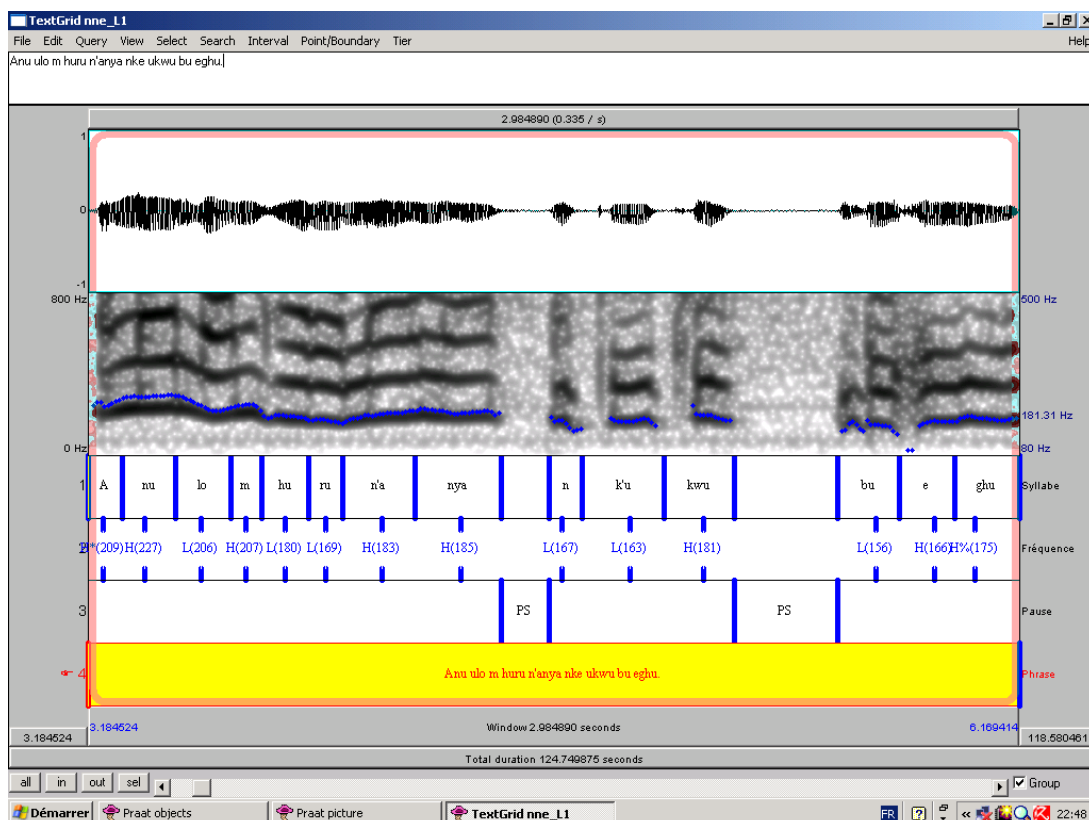 TextGrid nne_L1
File Edit Query View Select Search Interval Point/Boundary Tier Help
Anu ulo m huru n'anya nke ukwu bu eghu.
2.984890 (0.335 / s)
1
0
-1
800 Hz 500 Hz
181.31 Hz
0 Hz 80 Hz
1 A nu lo m hu ru n'a nya n k'u kwu bu e ghu Syllabe
(209) H(227) L(206) H(207) L(180) L(169) H(183) H(185) L(167) L(163) H(181) L(156) H(166) H%(175) Fréquence
3 PS PS Pause
4 Anu ulo m huru n'anya nke ukwu bu eghu. Phrase
3.184524 Window 2.984890 seconds 6.169414
3.184524 118.580461
Total duration 124.749875 seconds
all in out sel Group
Démarrer Praat objects Praat picture TextGrid nne_L1 FR ? « 22:48